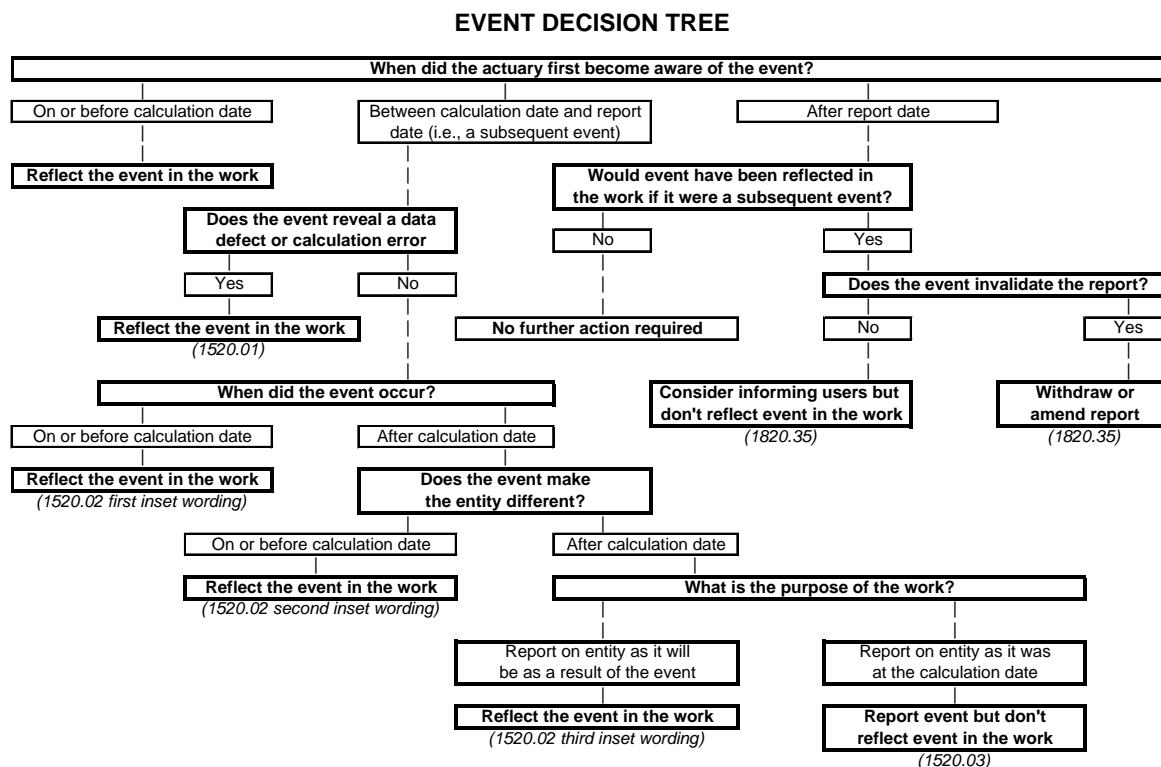 EVENT DECISION TREE
When did the actuary first become aware of the event?
On or before calculation date
Between calculation date and report
date (i.e., a subsequent event)
After report date
Reflect the event in the work
Would event have been reflected in
the work if it were a subsequent event?
Does the event reveal a data
defect or calculation error
No
Yes
Yes
No
Does the event invalidate the report?
Reflect the event in the work
(1520.01)
No further action required
No
Yes
When did the event occur?
Consider informing users but
don't reflect event in the work
(1820.35)
Withdraw or
amend report
(1820.35)
On or before calculation date
After calculation date
Reflect the event in the work
(1520.02 first inset wording)
Does the event make
the entity different?
On or before calculation date
After calculation date
Reflect the event in the work
(1520.02 second inset wording)
What is the purpose of the work?
Report on entity as it will
be as a result of the event
Report on entity as it was
at the calculation date
Reflect the event in the work
(1520.02 third inset wording)
Report event but don't
reflect event in the work
(1520.03)